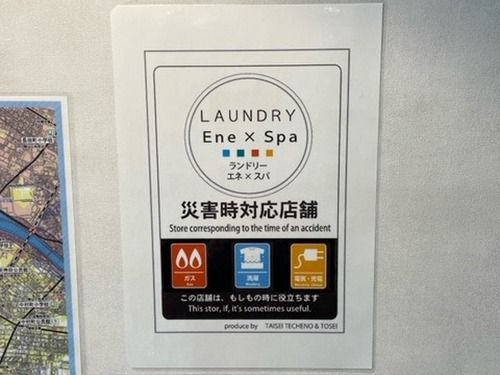 LAUNDRY
Ene × Spa
ランドリー
エネ×スパ
災害時対応店舗
Store corresponding to the time of an accident
ガス
Gas
洗濯
電気・充電
この店舗は、もしもの時に役立ちます
This stor, if, it's sometimes useful.
produce by TAISEI TECHENO & TOSEI